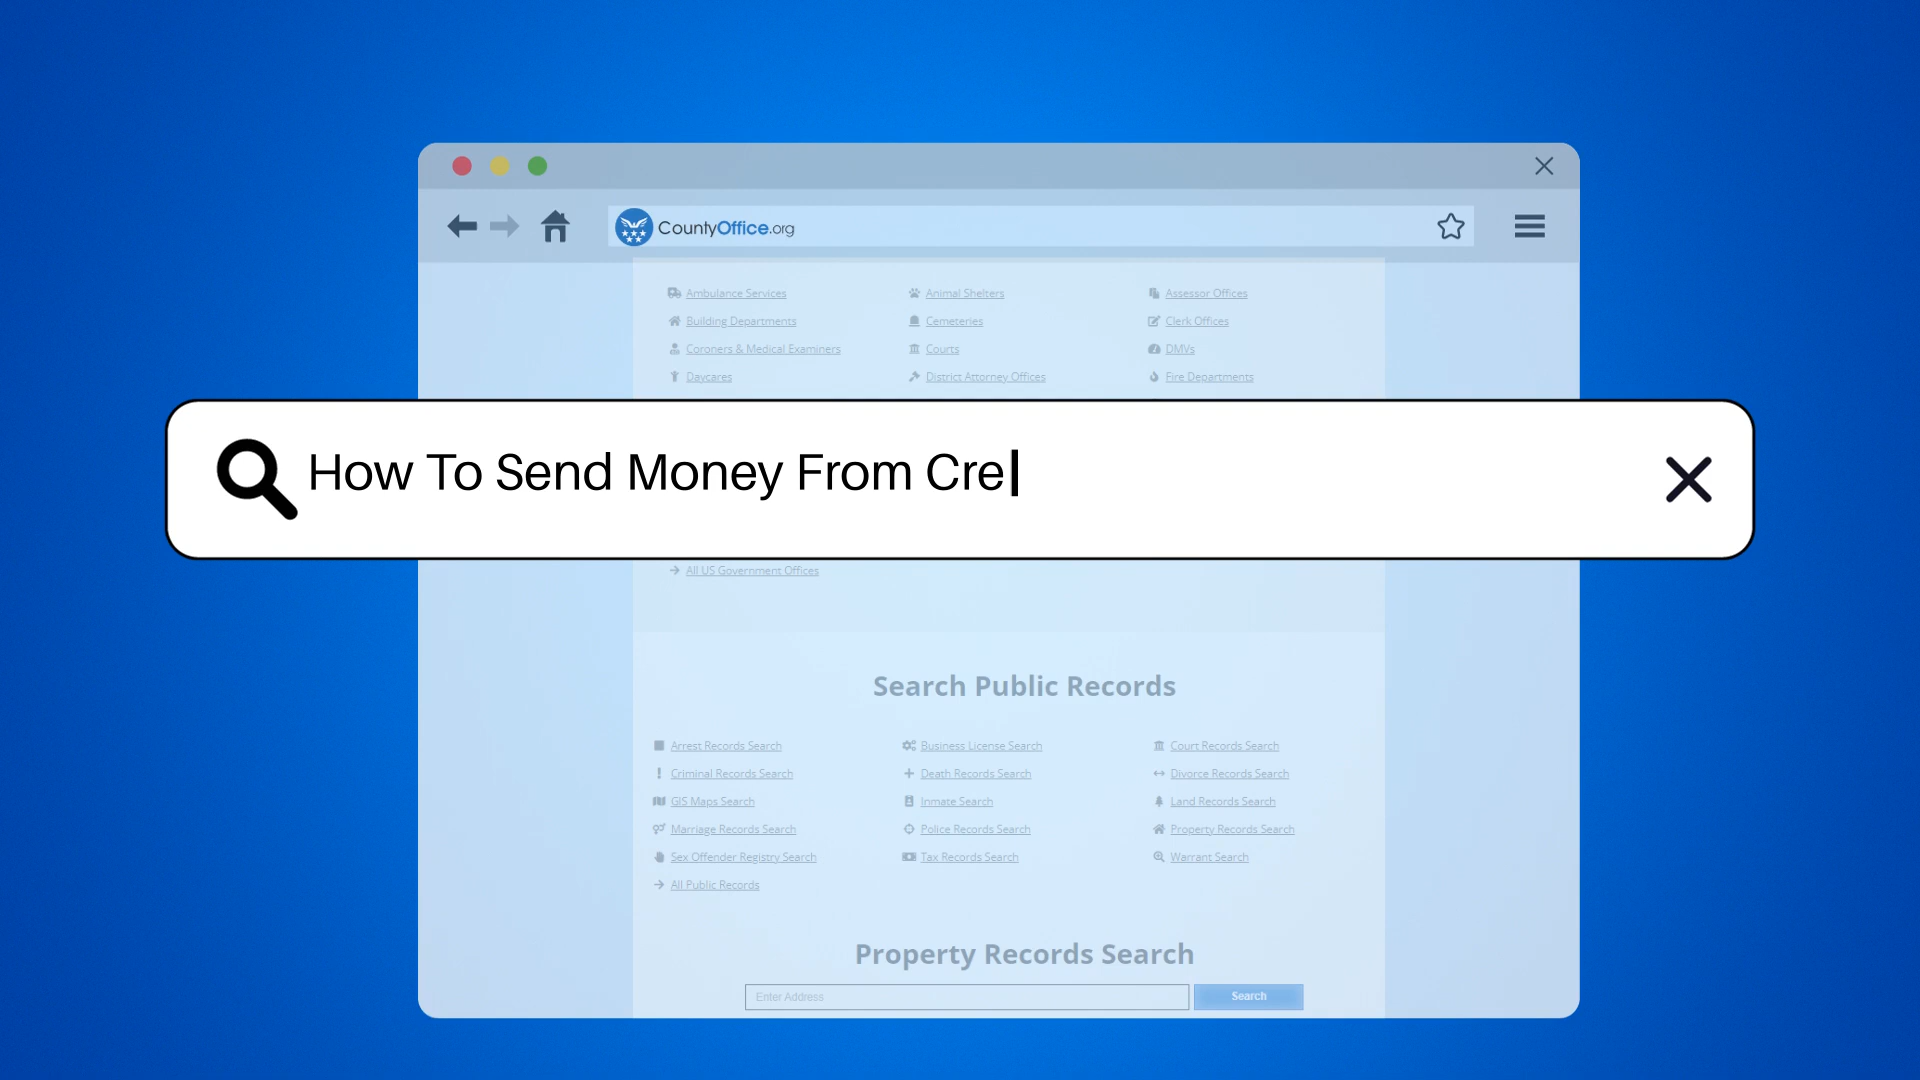 CountyOffice.org
Ambulance Services Animal Shelters Assessor Offices
Building Departments Cemeteries Clerk Offices
Coroners & Medical Examiners Courts DMVs
Daycares District Attorney Offices Fire Departments
How To Send Money From Cre
All US Government Offices
Search Public Records
Arrest Records Search Business License Search Court Records Search
Criminal Records Search Death Records Search Divorce Records Search
GIS Maps Search Inmate Search Land Records Search
Marriage Records Search Police Records Search Property Records Search
Sex Offender Registry Search Tax Records Search Warrant Search
All Public Records
Property Records Search
Enter Address Search